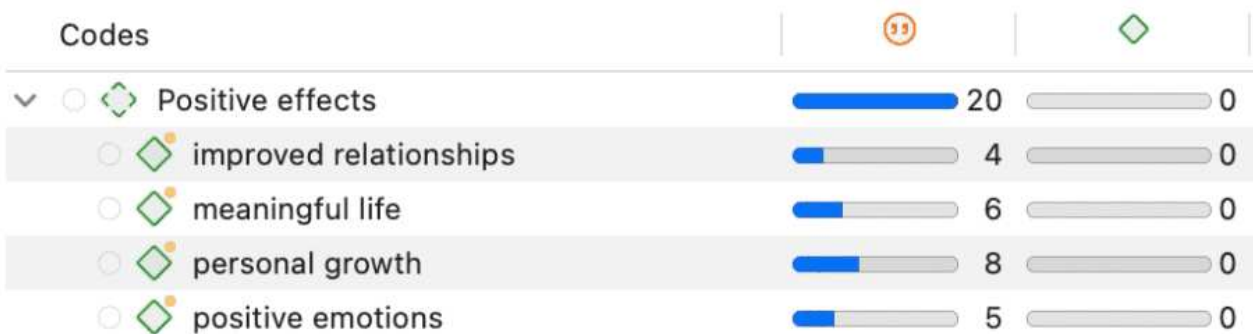 Codes
Positive effects 20 0
improved relationships 4 0
meaningful life 6 0
personal growth 8 0
positive emotions 5 0